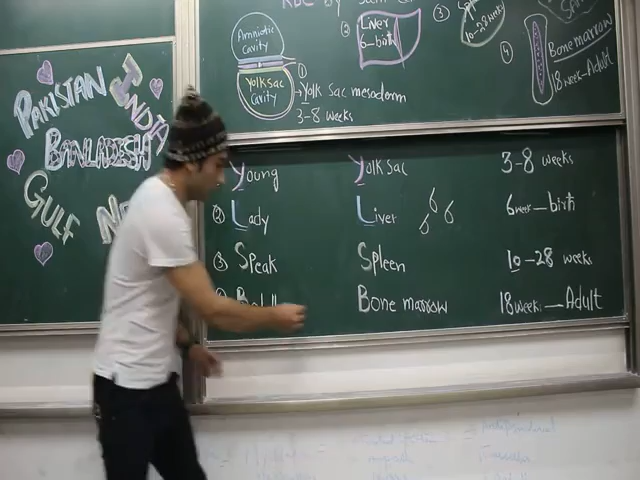 RBC
Amniotic
Cavity
Yolk sac
Cavity
①
→Yolk sac mesoderm
3-8 weeks
②
Liver
6-birth
③
10-28 weeks
④
Bone marrow
18 week-Adult
PAKISTAN
INDIA
BANLADESH
GULF
Young
Yolk Sac
3-8 weeks
② Lady
Liver
6 week—birth
③ Speak
Spleen
10-28 weeks
Bone marrow
18 weeks—Adult